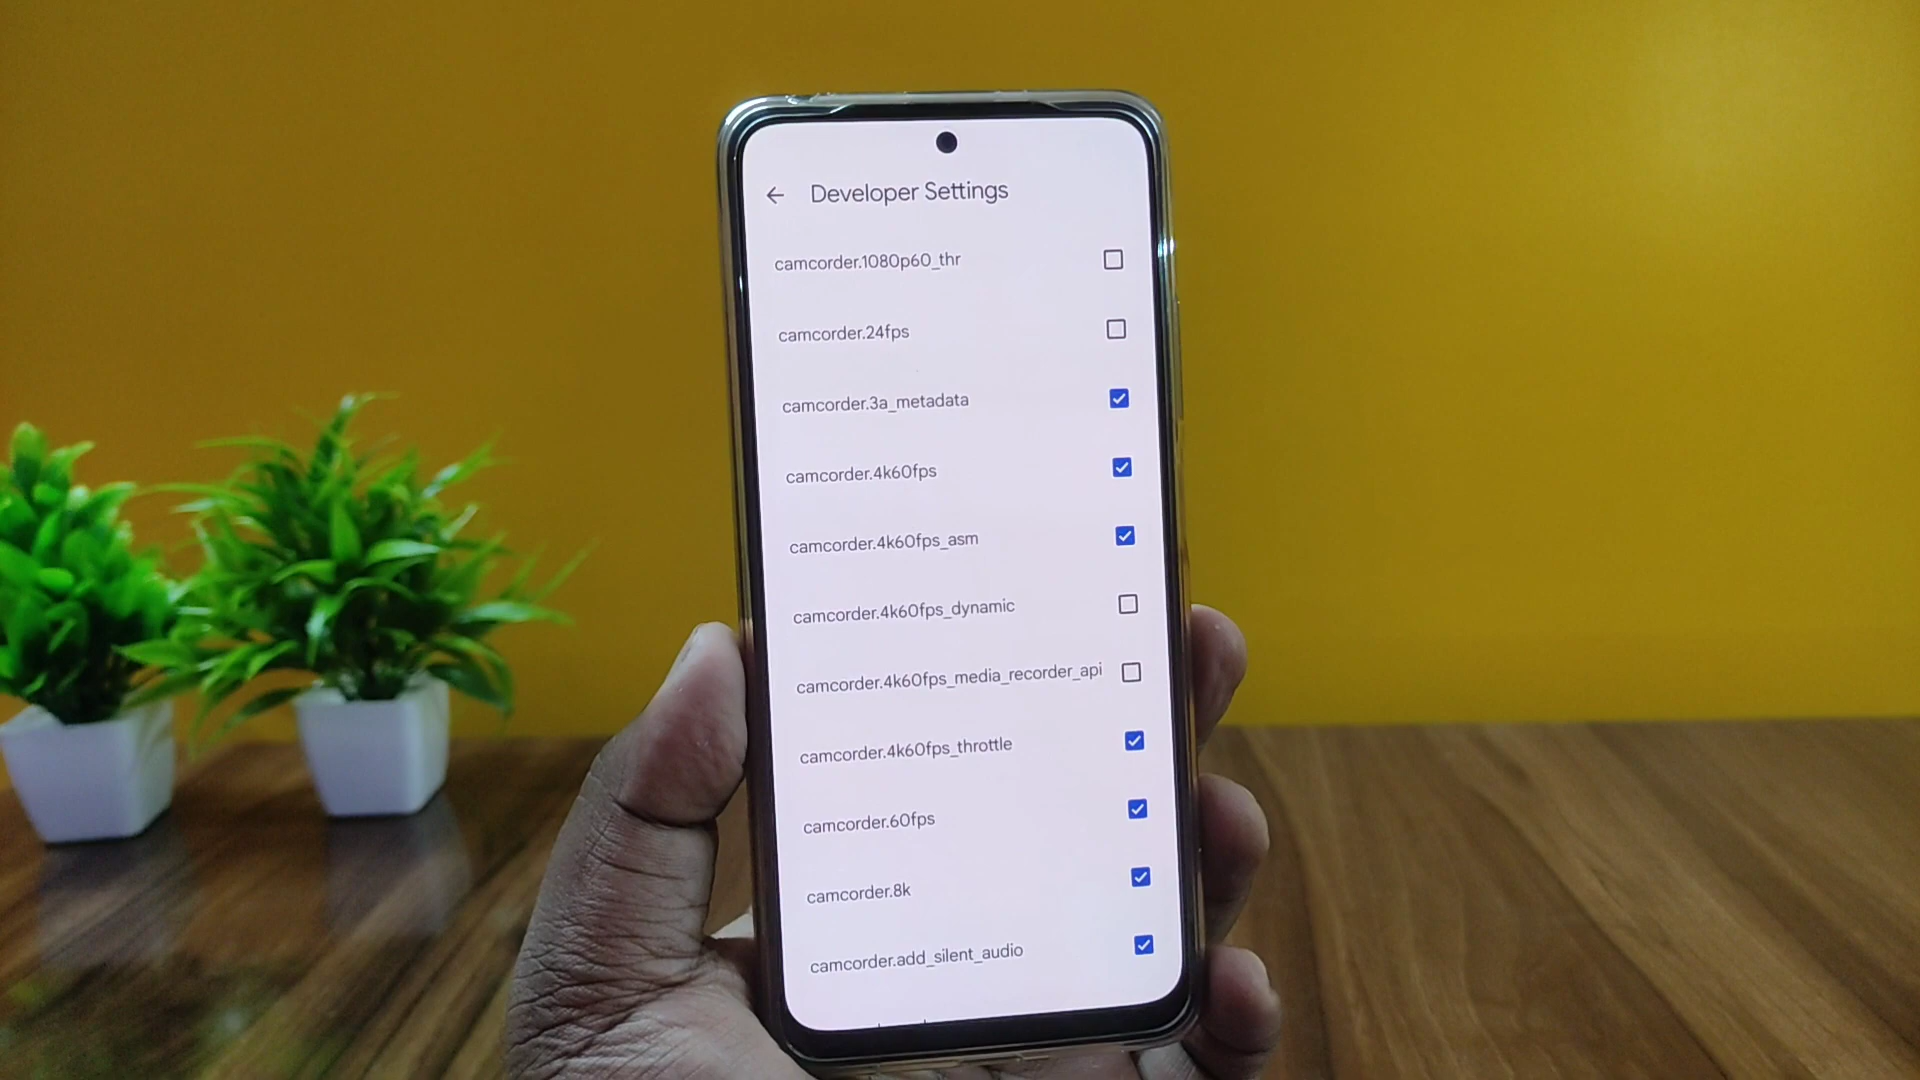 Developer Settings
camcorder.1080p60_thr
camcorder.24fps
camcorder.3a_metadata
camcorder.4k60fps
camcorder.4k60fps_asm
camcorder.4k60fps_dynamic
camcorder.4k60fps_media_recorder_api
camcorder.4k60fps_throttle
camcorder.60fps
camcorder.8k
camcorder.add_silent_audio